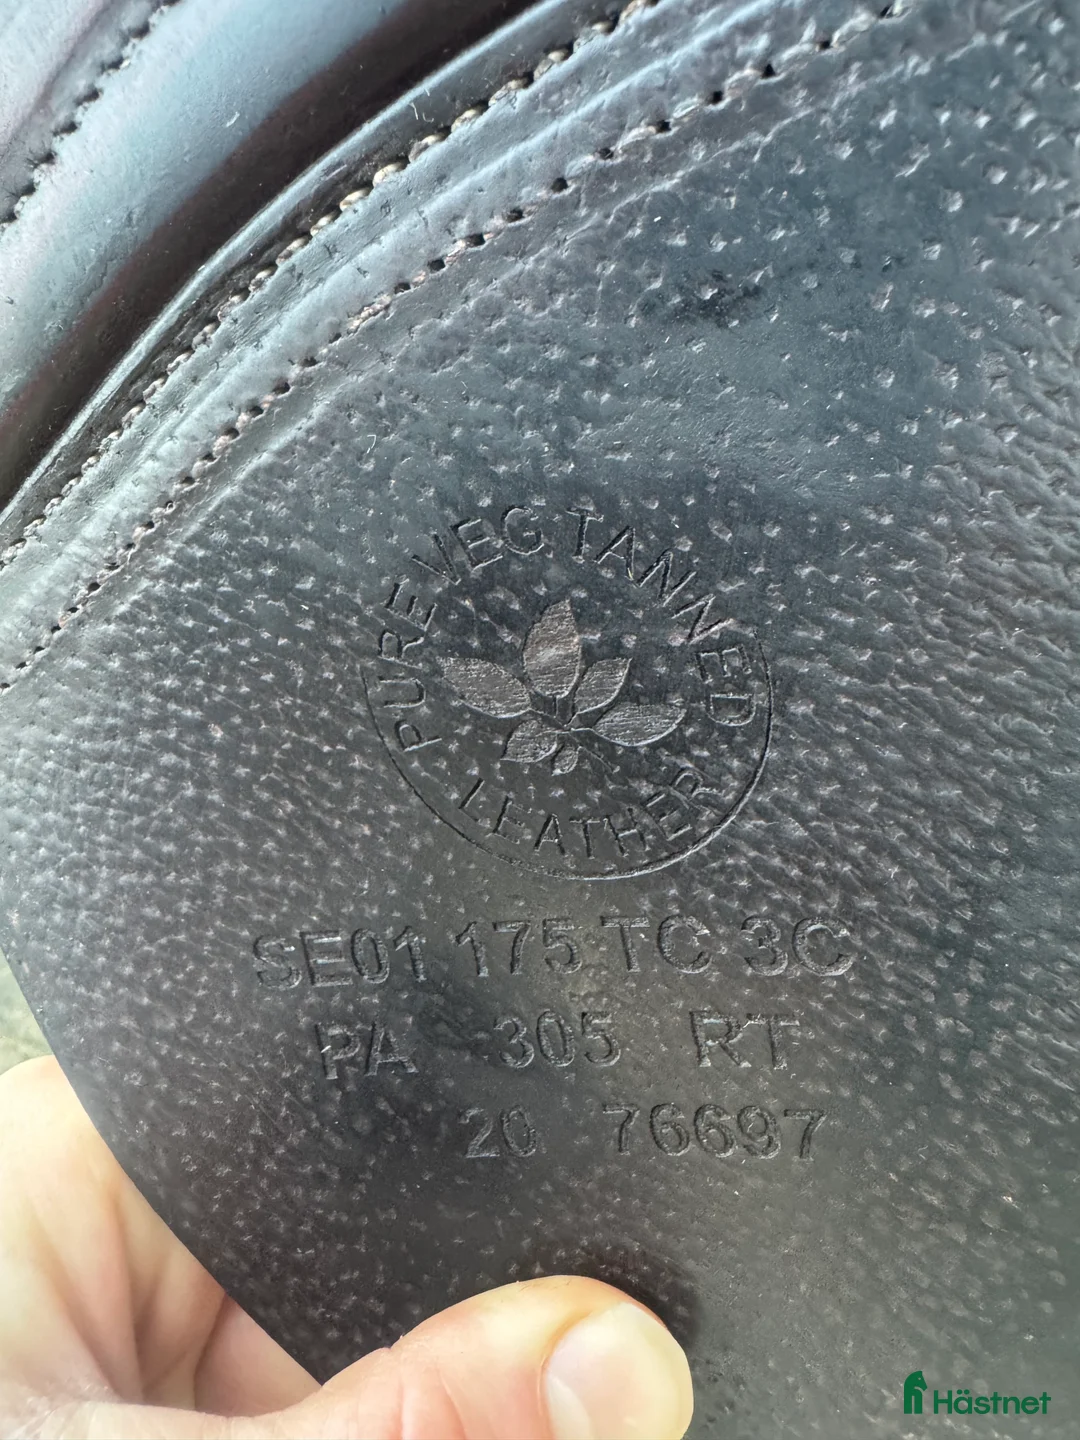 PURE VEG TANNED
LEATHER
SE01 175 TC 3C
PA 305 RT
20 76697
Hästnet